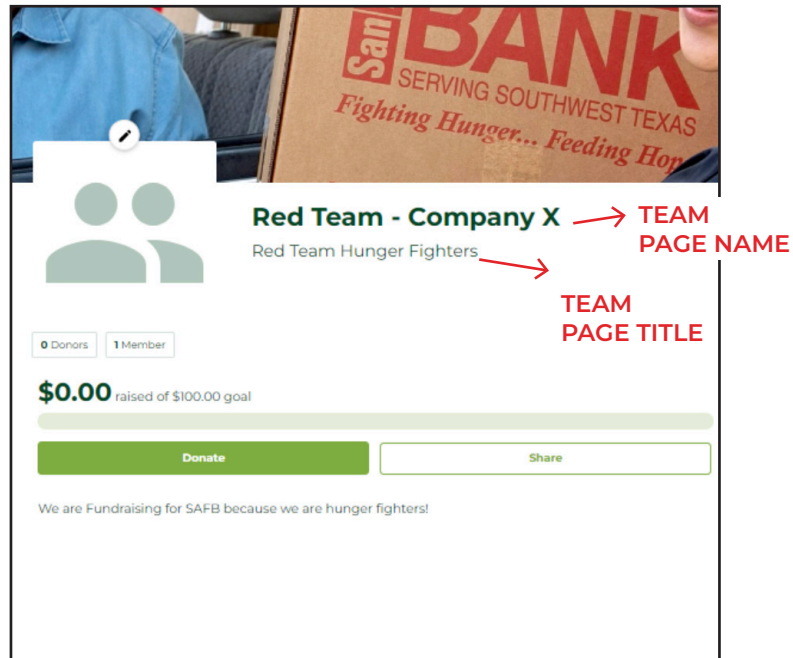 San
BANK
SERVING SOUTHWEST TEXAS
Fighting Hunger... Feeding Hop
Red Team - Company X
Red Team Hunger Fighters
TEAM
PAGE NAME
TEAM
PAGE TITLE
0 Donors
1 Member
$0.00 raised of $100.00 goal
Donate
Share
We are Fundraising for SAFB because we are hunger fighters!